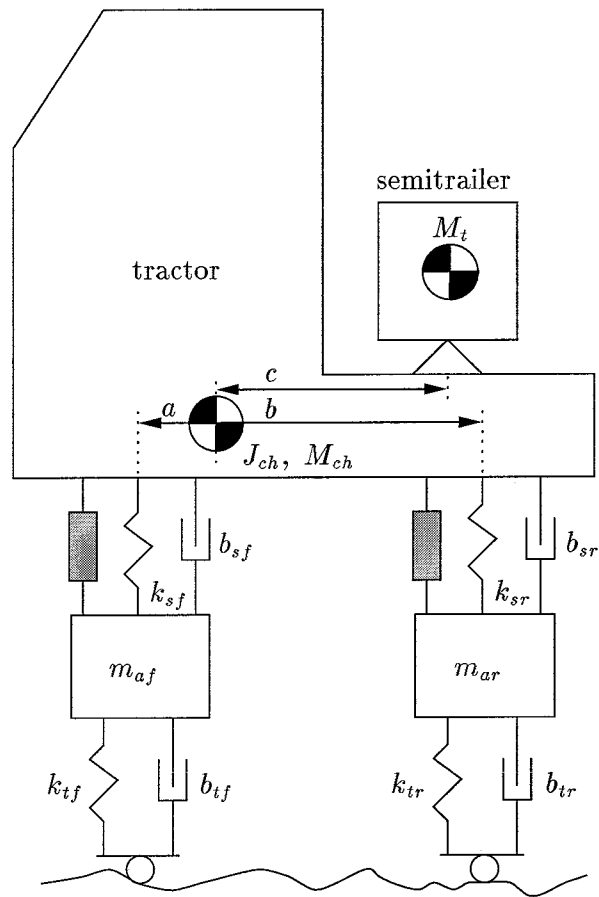 semitrailer
M_t
tractor
c
a b
J_ch, M_ch
b_sf b_sr
k_sf k_sr
m_af m_ar
k_tf b_tf k_tr b_tr